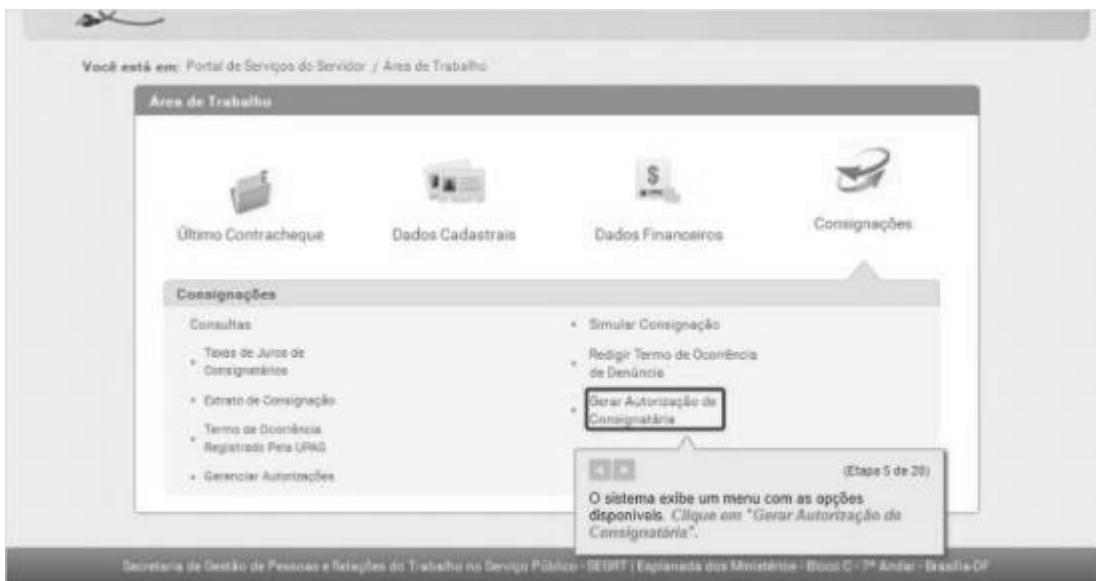 Você está em: Portal de Serviços do Servidor / Área de Trabalho
Área de Trabalho
Último Contracheque
Dados Cadastrais
Dados Financeiros
Consignações
Consignações
Consultas
Taxas de Juros de
Consignatários
Extrato de Consignação
Termo de Ocorrência
Registrado Pela UPAG
Gerenciar Autorizações
Simular Consignação
Redigir Termo de Ocorrência
de Denúncia
Gerar Autorização de
Consignatária
(Etapa 5 de 20)
O sistema exibe um menu com as opções
disponíveis. Clique em "Gerar Autorização de
Consignatária".
Secretaria de Gestão de Pessoas e Relações do Trabalho no Serviço Público - SEGRT | Esplanada dos Ministérios - Bloco C - 7º Andar - Brasília-DF